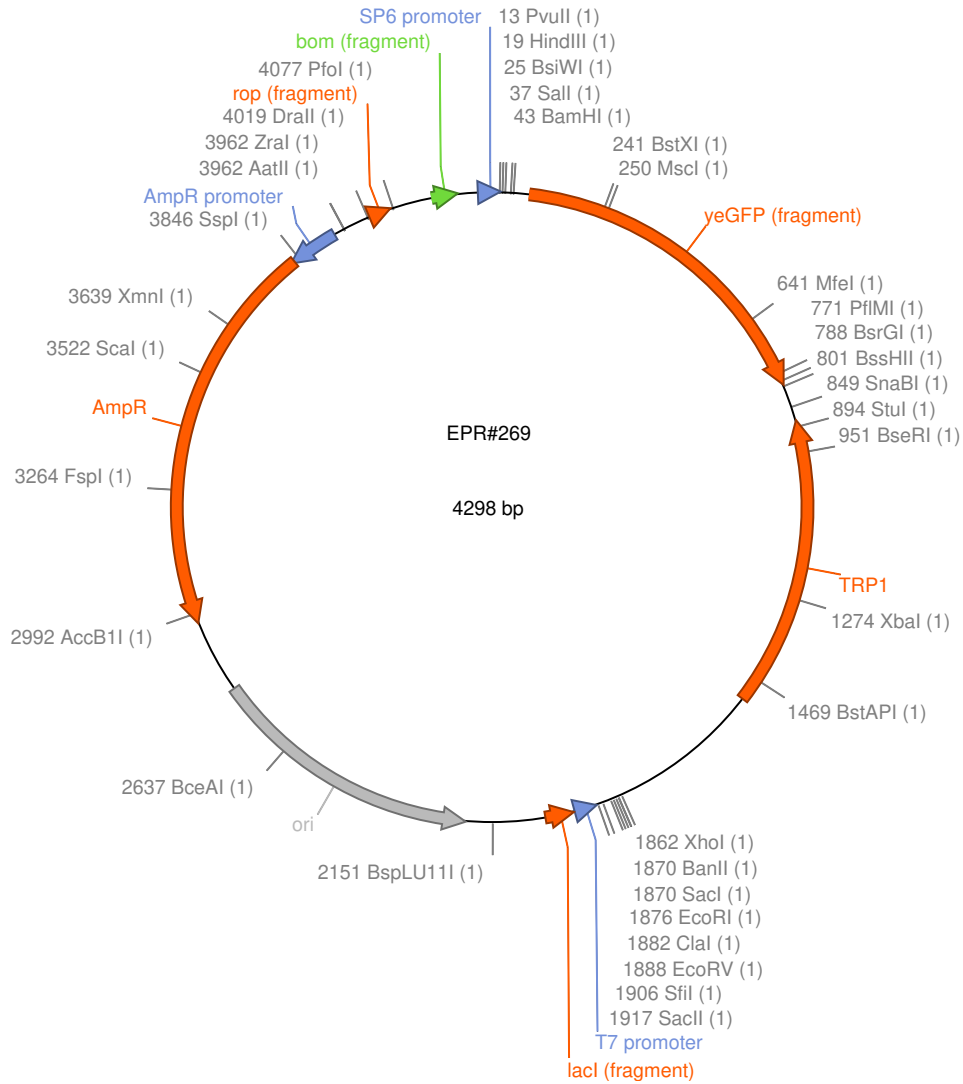 SP6 promoter
13 PvuII (1)
bom (fragment)
19 HindIII (1)
4077 PfoI (1)
25 BsiWI (1)
rop (fragment)
37 SalI (1)
4019 DraII (1)
43 BamHI (1)
3962 ZraI (1)
241 BstXI (1)
3962 AatII (1)
250 MscI (1)
AmpR promoter
3846 SspI (1)
yeGFP (fragment)
641 MfeI (1)
3639 XmnI (1)
771 PflMI (1)
788 BsrGI (1)
3522 ScaI (1)
801 BssHII (1)
849 SnaBI (1)
AmpR
894 StuI (1)
EPR#269
951 BseRI (1)
3264 FspI (1)
4298 bp
TRP1
1274 XbaI (1)
2992 AccB1I (1)
1469 BstAPI (1)
2637 BceAI (1)
ori
1862 XhoI (1)
2151 BspLU11I (1)
1870 BanII (1)
1870 SacI (1)
1876 EcoRI (1)
1882 ClaI (1)
1888 EcoRV (1)
1906 SfiI (1)
1917 SacII (1)
T7 promoter
lacI (fragment)